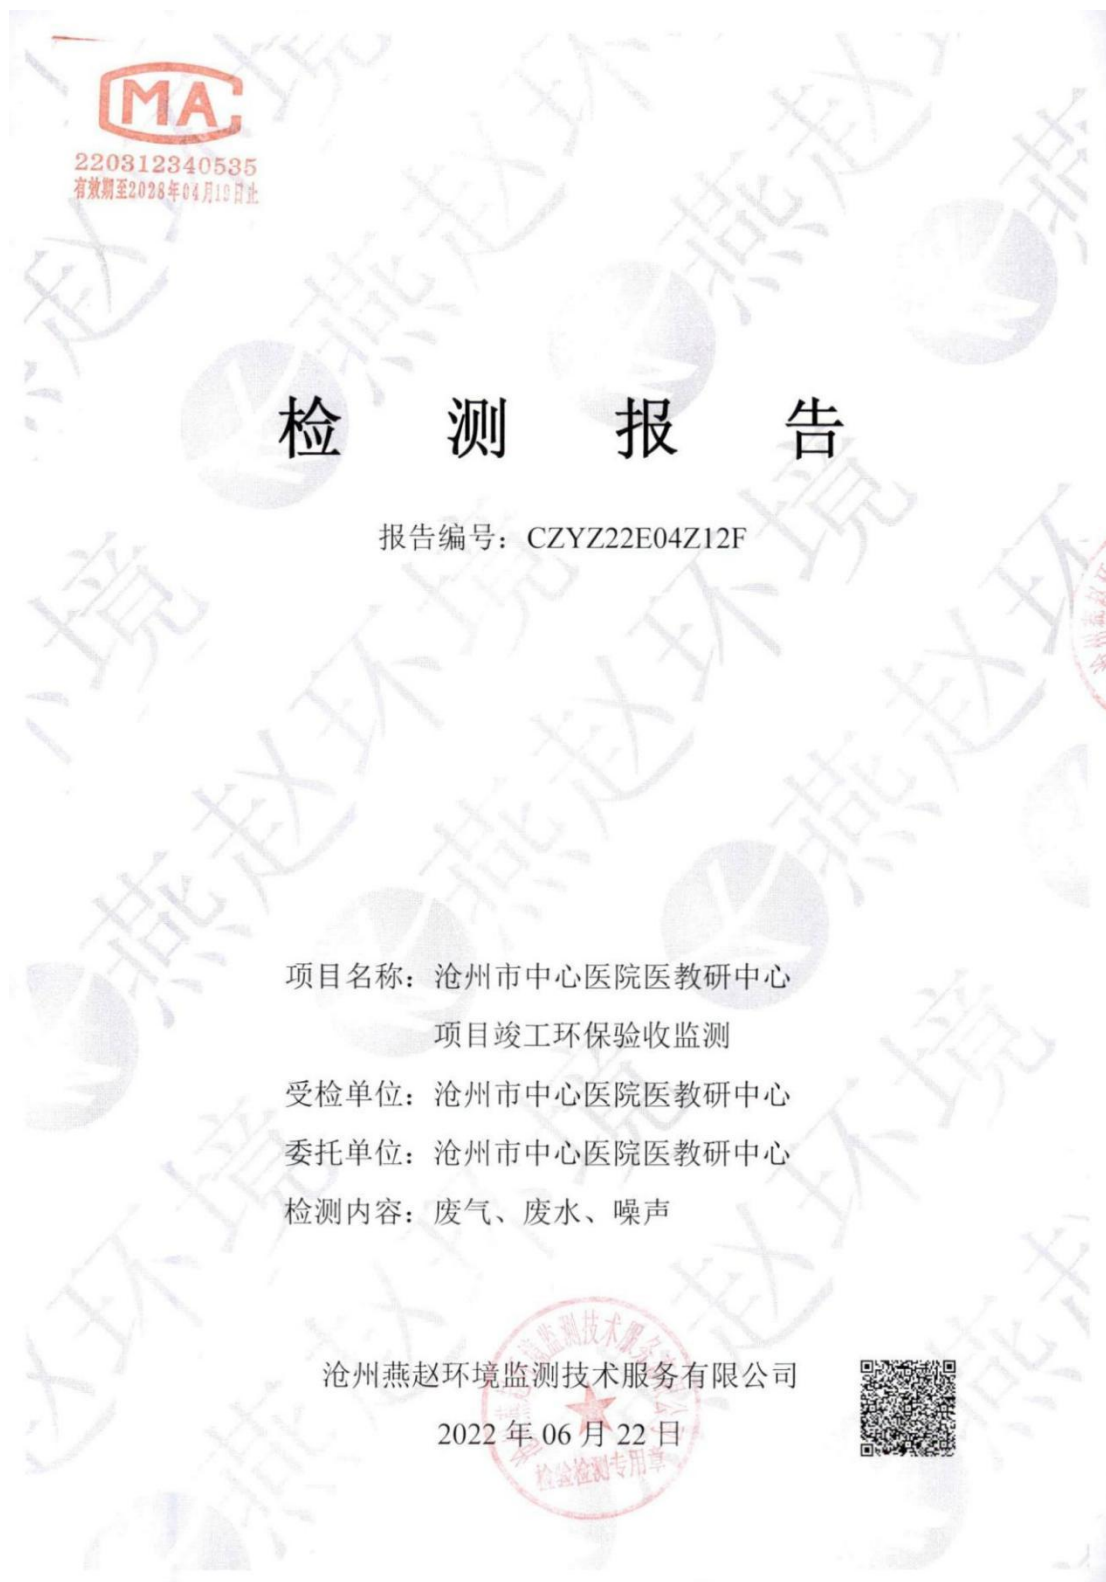 MA
220312340535
有效期至2028年04月19日止
检 测 报 告
报告编号：CZYZ22E04Z12F
项目名称：沧州市中心医院医教研中心
项目竣工环保验收监测
受检单位：沧州市中心医院医教研中心
委托单位：沧州市中心医院医教研中心
检测内容：废气、废水、噪声
沧州燕赵环境监测技术服务有限公司
2022 年 06 月 22 日
检验检测专用章
燕赵环境